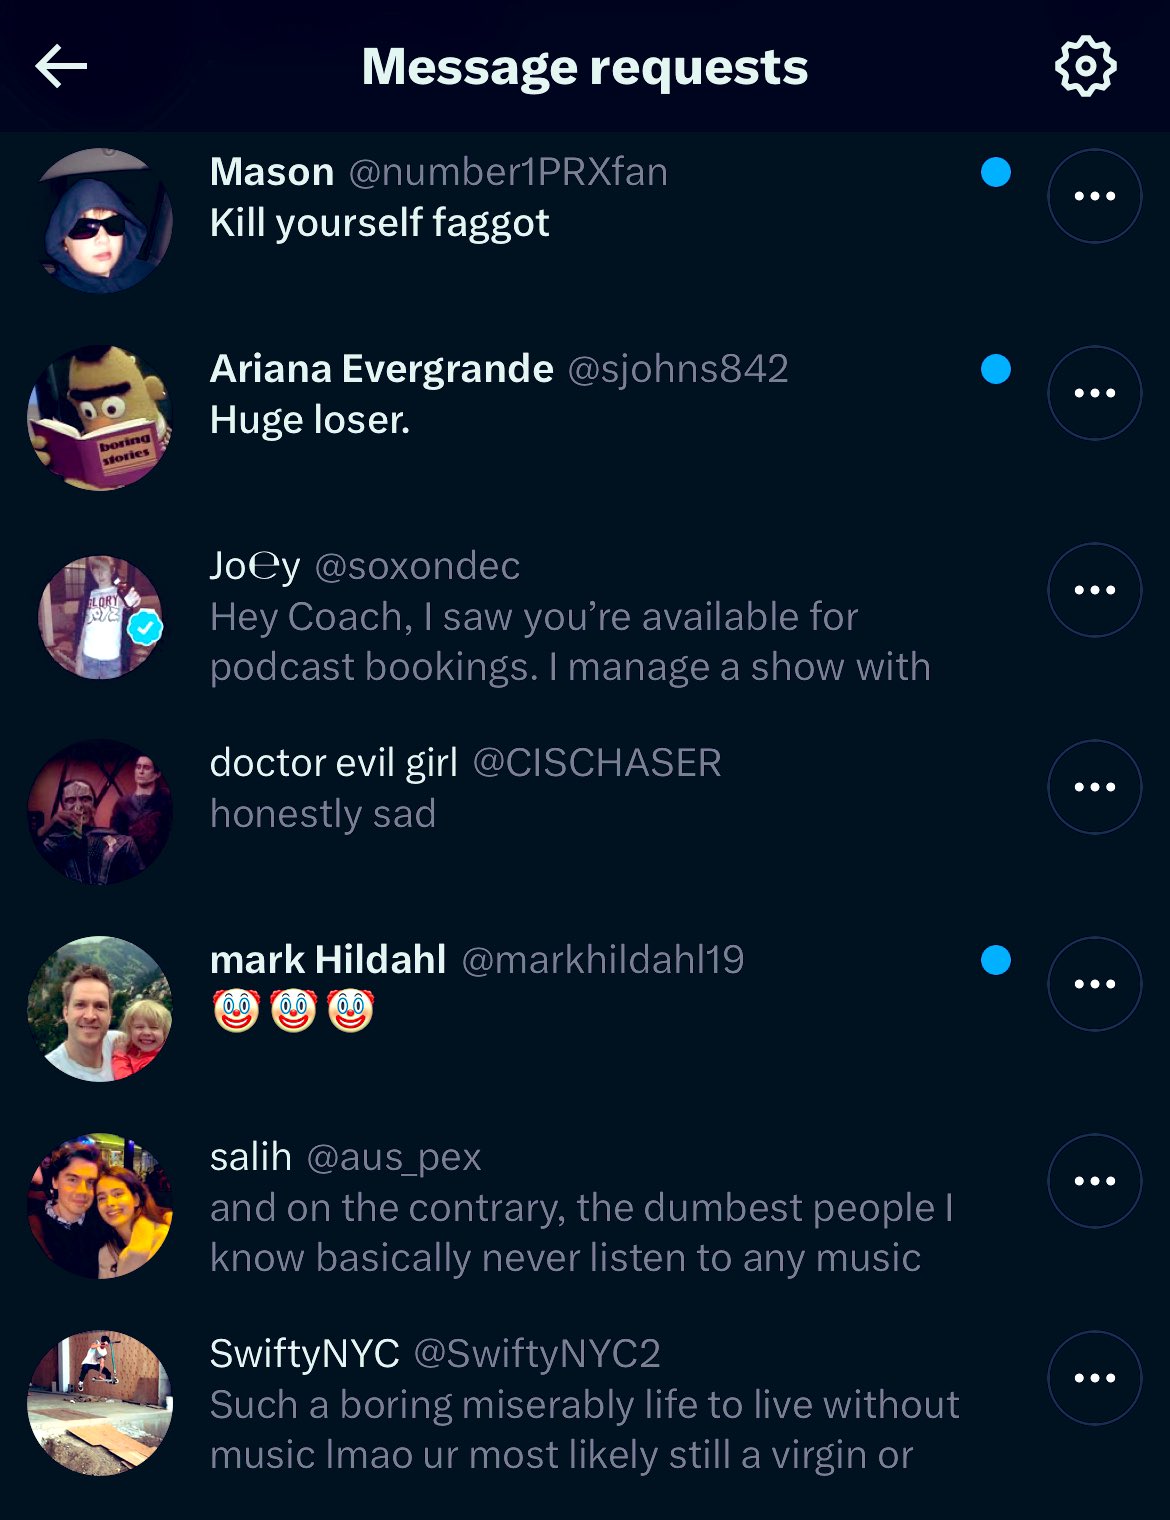 Message requests
Mason @number1PRXfan
Kill yourself faggot
Ariana Evergrande @sjohns842
Huge loser.
boring
stories
Jo℮y @soxondec
GLORY
Hey Coach, I saw you’re available for
podcast bookings. I manage a show with
doctor evil girl @CISCHASER
honestly sad
mark Hildahl @markhildahl19
🤡🤡🤡
salih @aus_pex
and on the contrary, the dumbest people I
know basically never listen to any music
SwiftyNYC @SwiftyNYC2
Such a boring miserably life to live without
music lmao ur most likely still a virgin or